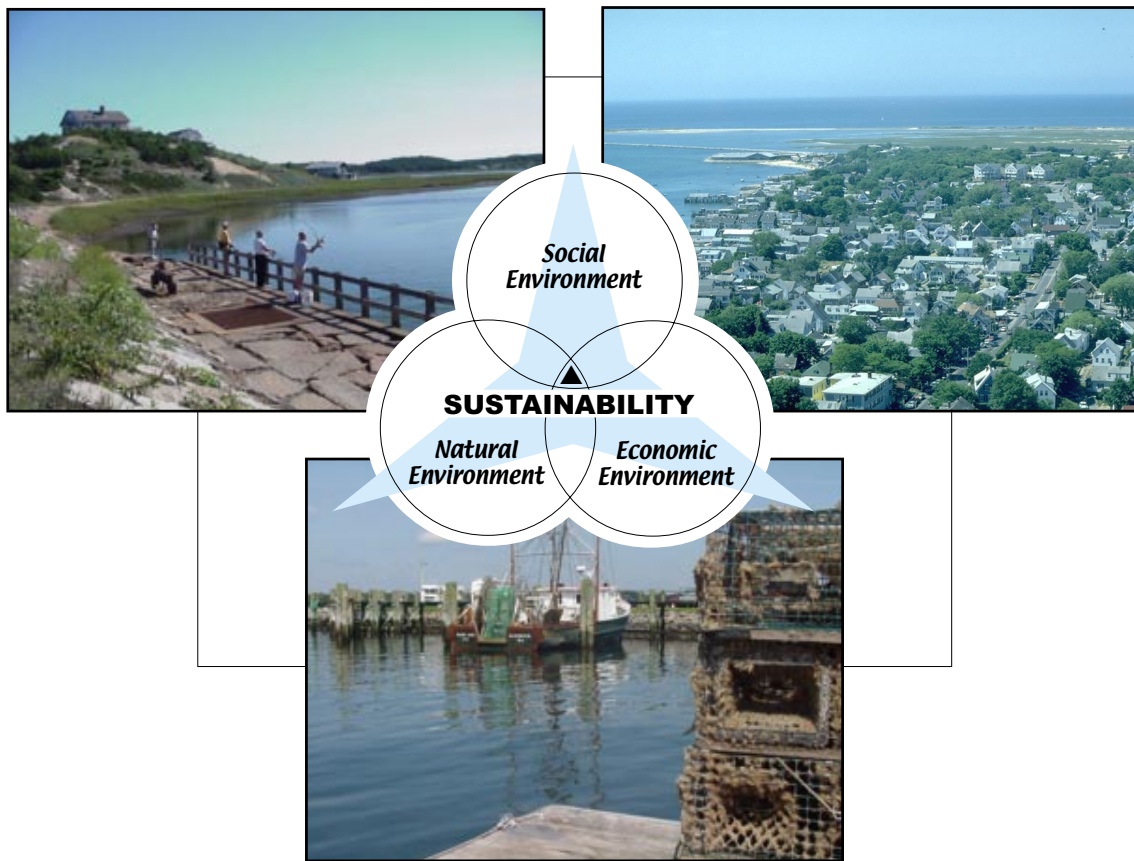 Social
Environment
SUSTAINABILITY
Natural
Environment
Economic
Environment